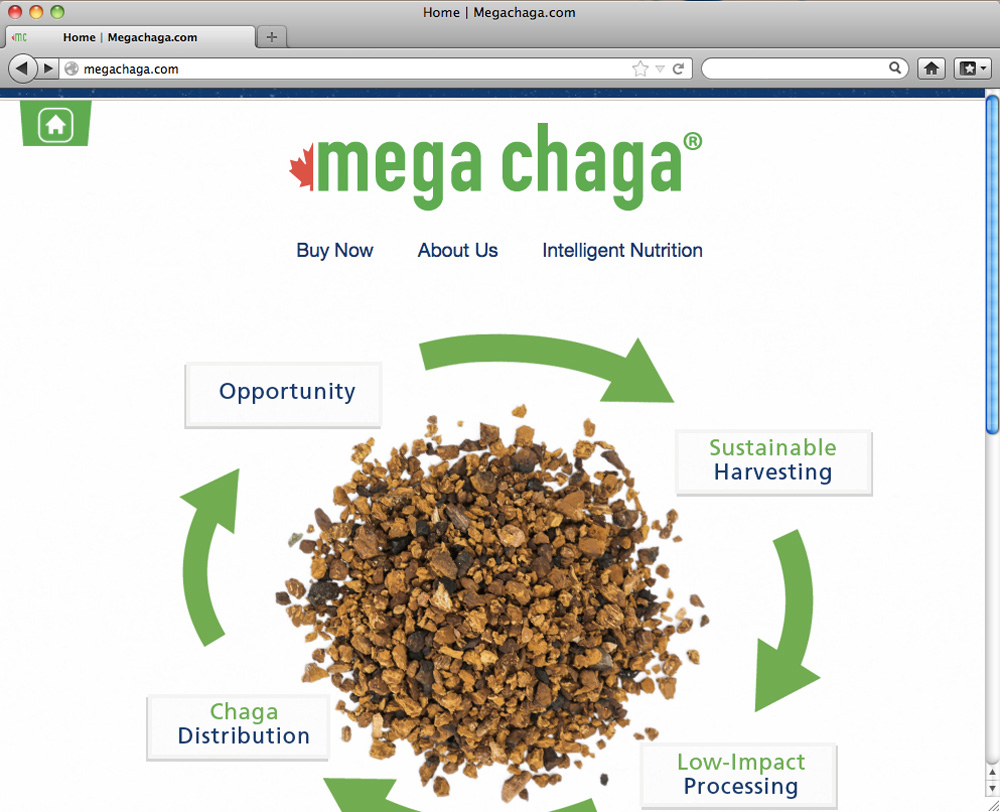 Home | Megachaga.com
mc
Home | Megachaga.com
megachaga.com
mega chaga®
Buy Now About Us Intelligent Nutrition
Opportunity
Sustainable
Harvesting
Chaga
Distribution
Low-Impact
Processing